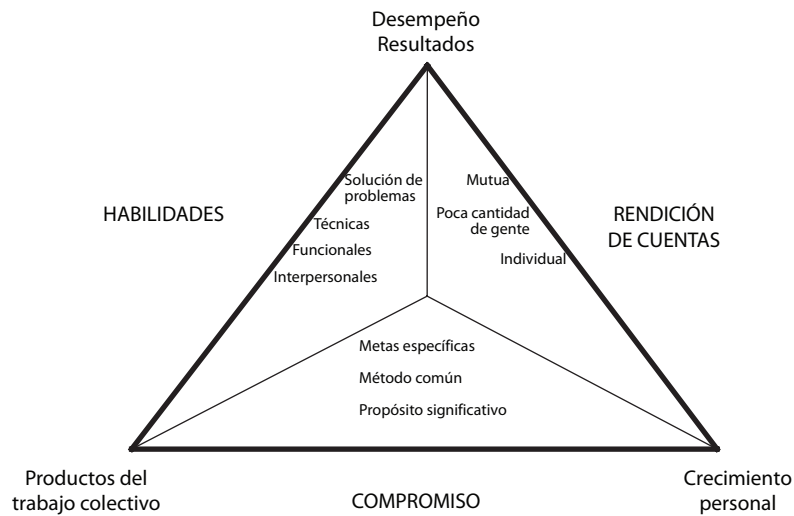 Desempeño
Resultados
HABILIDADES
Solución de
problemas
Técnicas
Funcionales
Interpersonales
Mutua
Poca cantidad
de gente
Individual
RENDICIÓN
DE CUENTAS
Metas específicas
Método común
Propósito significativo
Productos del
trabajo colectivo
COMPROMISO
Crecimiento
personal